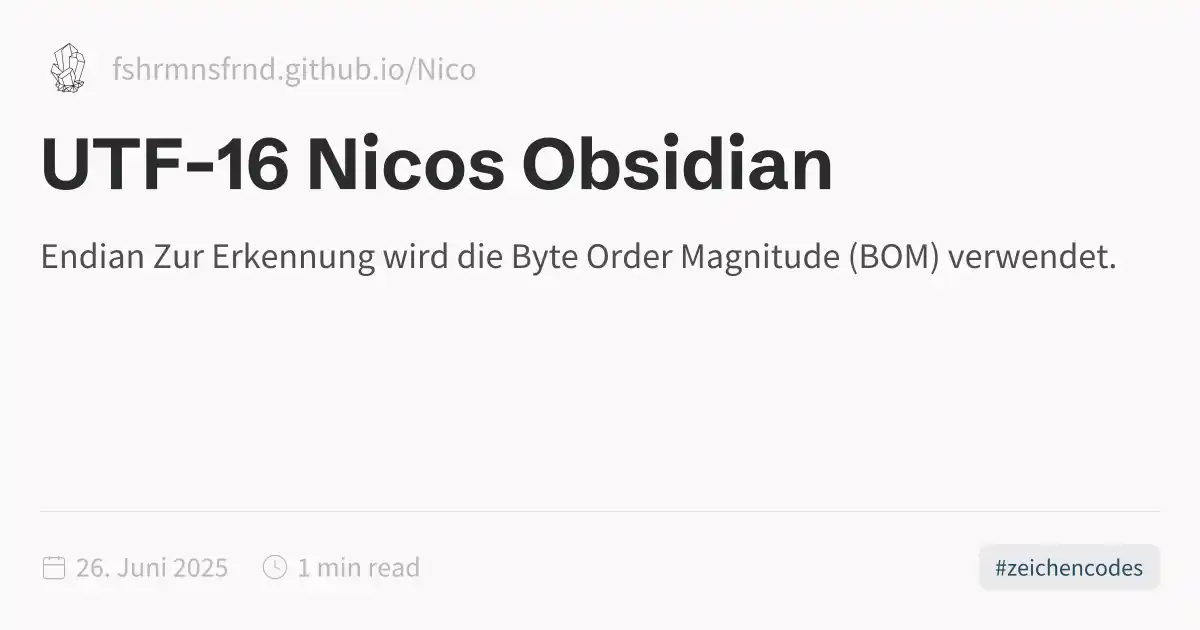 fshrmnsfrnd.github.io/Nico
UTF-16 Nicos Obsidian
Endian Zur Erkennung wird die Byte Order Magnitude (BOM) verwendet.
26. Juni 2025 1 min read #zeichencodes